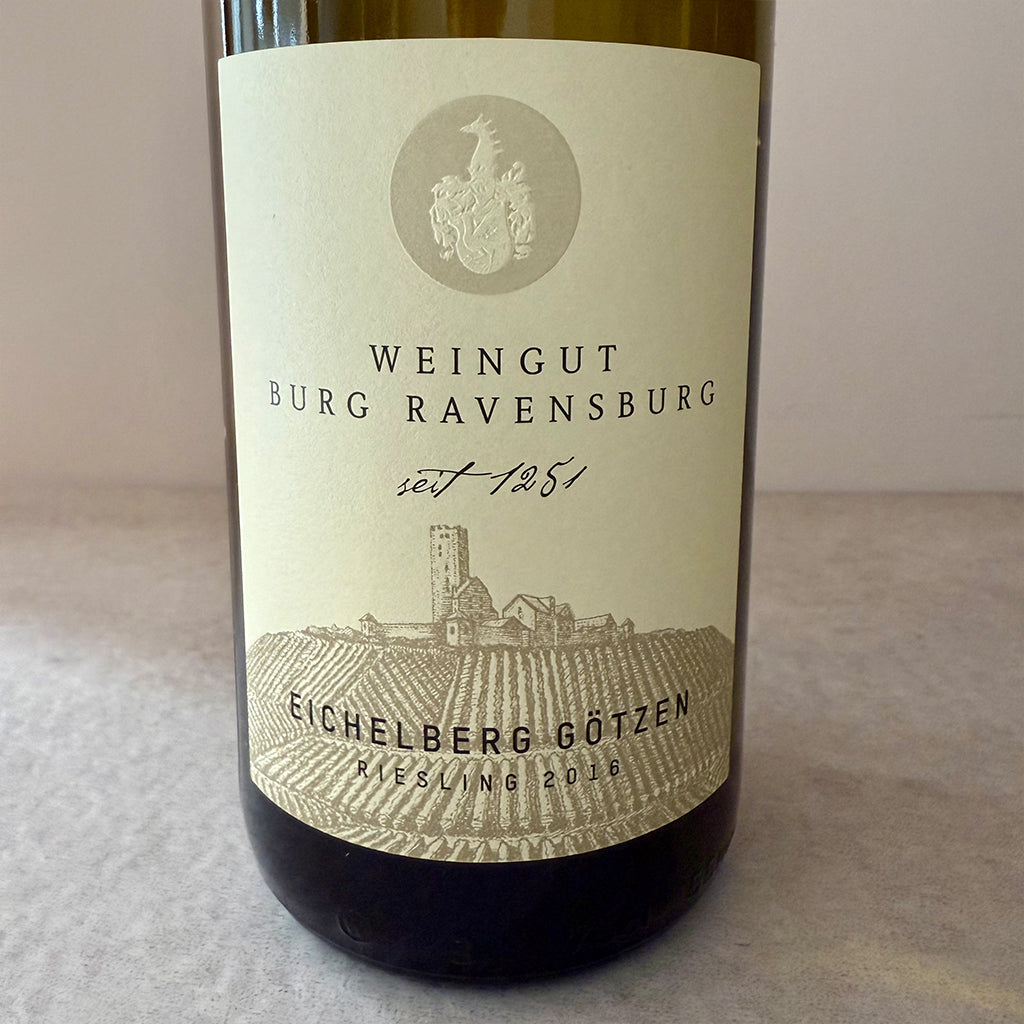 WEINGUT
BURG RAVENSBURG
seit 1251
EICHELBERG GÖTZEN
RIESLING 2016